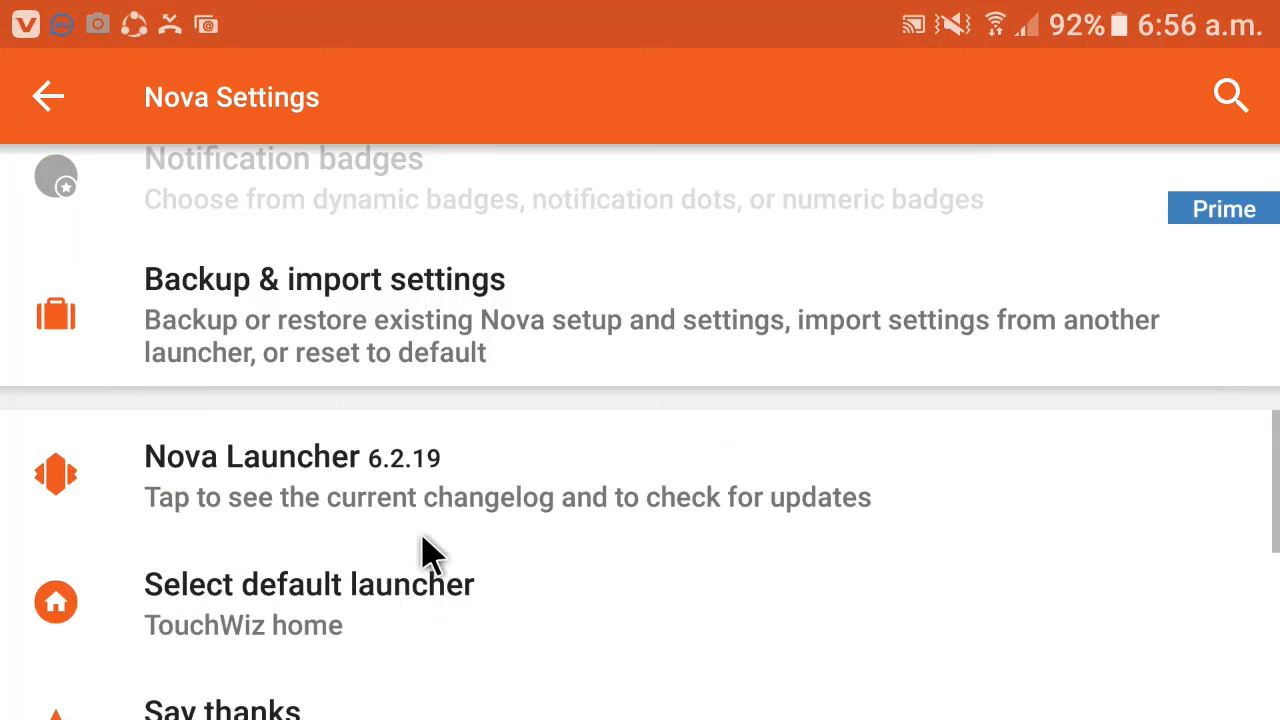 92% 6:56 a.m.
Nova Settings
Notification badges
Choose from dynamic badges, notification dots, or numeric badges
Prime
Backup & import settings
Backup or restore existing Nova setup and settings, import settings from another
launcher, or reset to default
Nova Launcher 6.2.19
Tap to see the current changelog and to check for updates
Select default launcher
TouchWiz home
Say thanks